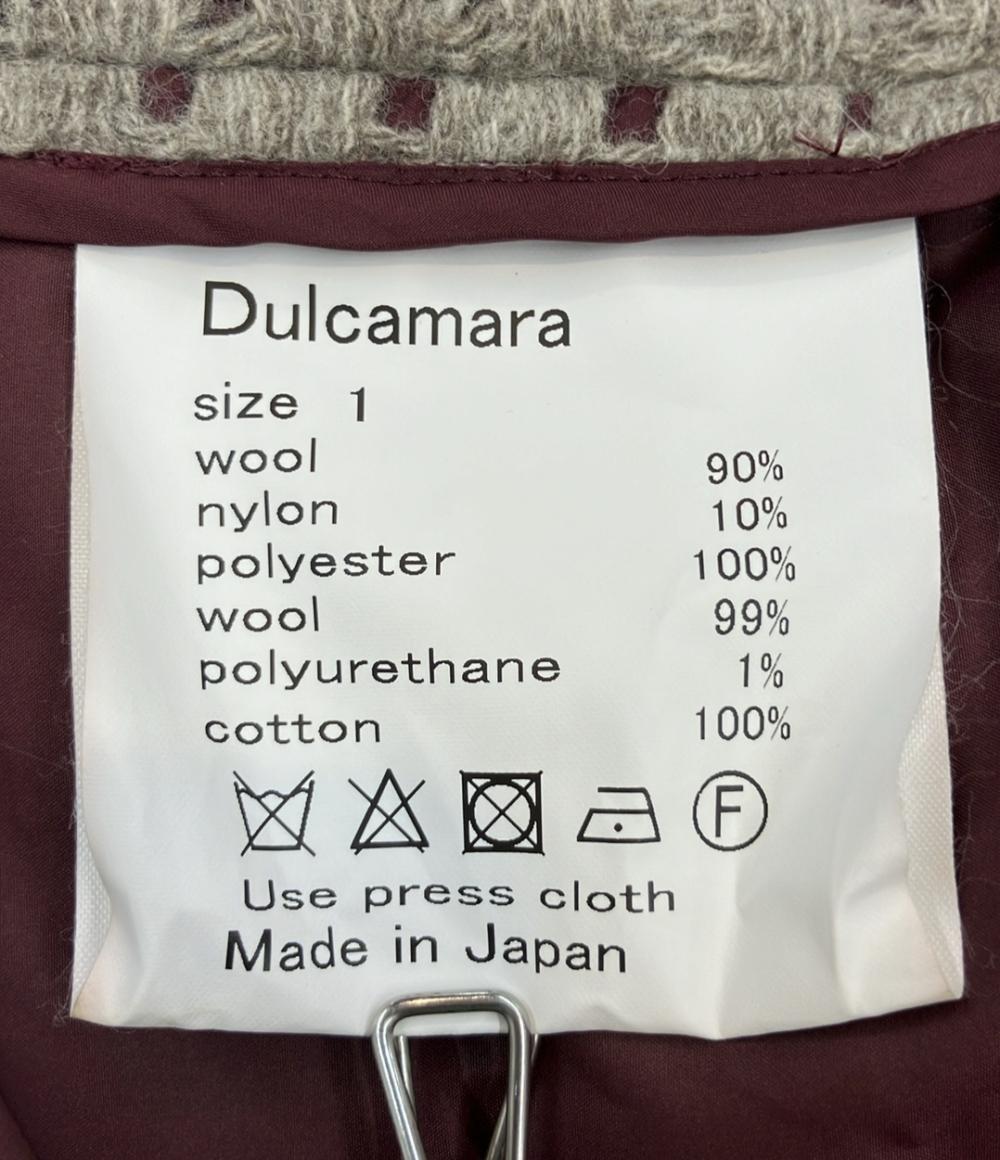 Dulcamara
size 1
wool 90%
nylon 10%
polyester 100%
wool 99%
polyurethane 1%
cotton 100%
F
Use press cloth
Made in Japan